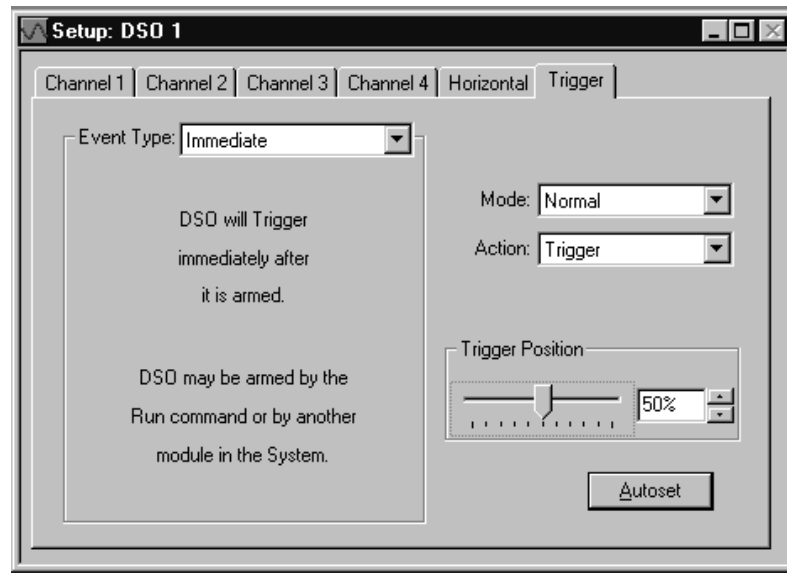 Setup: DSO 1
Channel 1 Channel 2 Channel 3 Channel 4 Horizontal Trigger
Event Type: Immediate
DSO will Trigger
immediately after
it is armed.
DSO may be armed by the
Run command or by another
module in the System.
Mode: Normal
Action: Trigger
Trigger Position
50%
Autoset